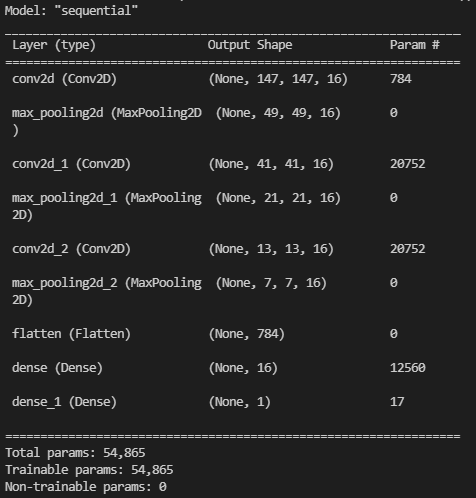 Model: "sequential"
Layer (type) Output Shape Param #
conv2d (Conv2D) (None, 147, 147, 16) 784
max_pooling2d (MaxPooling2D (None, 49, 49, 16) 0
)
conv2d_1 (Conv2D) (None, 41, 41, 16) 20752
max_pooling2d_1 (MaxPooling (None, 21, 21, 16) 0
2D)
conv2d_2 (Conv2D) (None, 13, 13, 16) 20752
max_pooling2d_2 (MaxPooling (None, 7, 7, 16) 0
2D)
flatten (Flatten) (None, 784) 0
dense (Dense) (None, 16) 12560
dense_1 (Dense) (None, 1) 17
Total params: 54,865
Trainable params: 54,865
Non-trainable params: 0